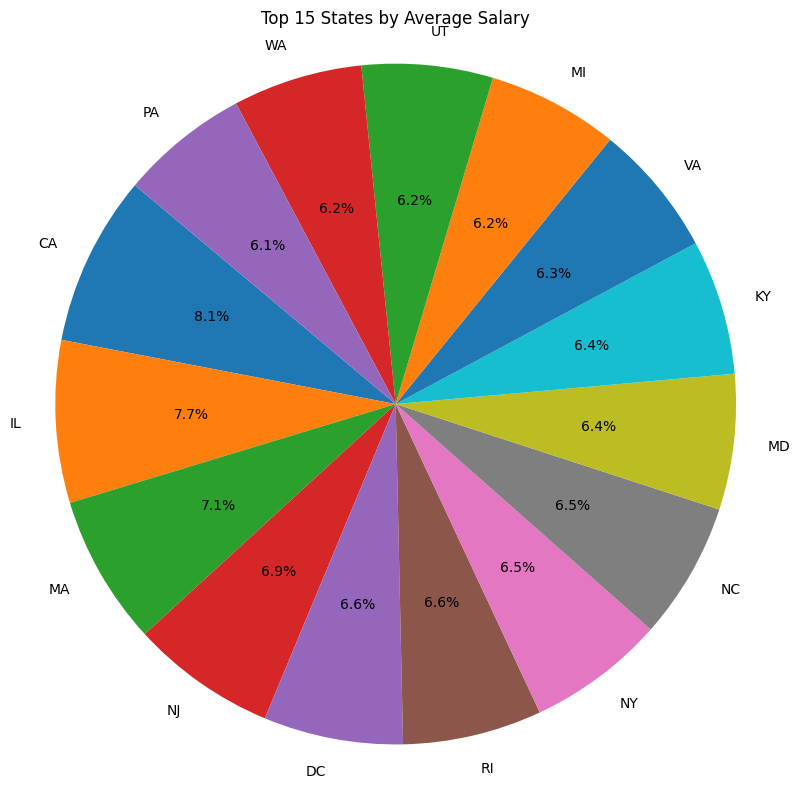 Top 15 States by Average Salary
UT
WA
MI
PA
VA
6.2%
6.2%
6.2%
CA
6.1%
6.3%
KY
8.1%
6.4%
7.7%
IL
6.4%
MD
7.1%
6.5%
6.9%
6.5%
MA
6.6%
6.6%
NC
NJ
NY
DC
RI